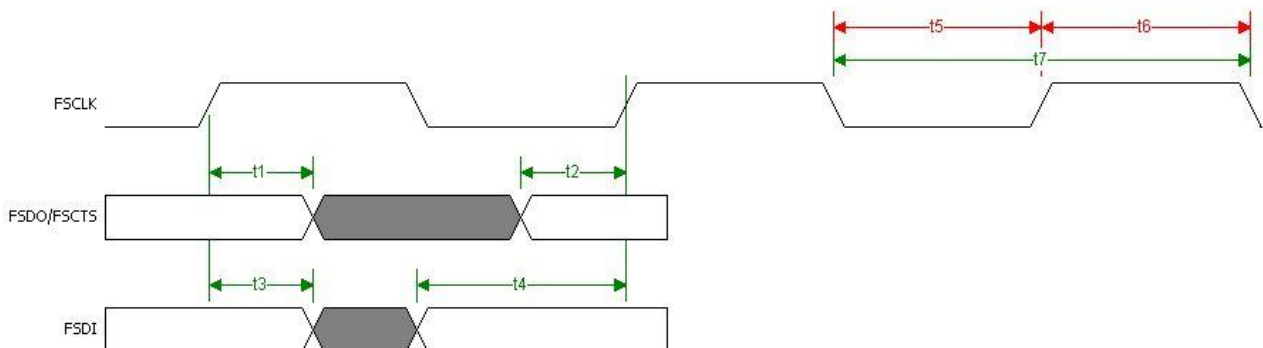 t5
t6
t7
FSCLK
t1
t2
FSDO/FSCTS
t3
t4
FSDI